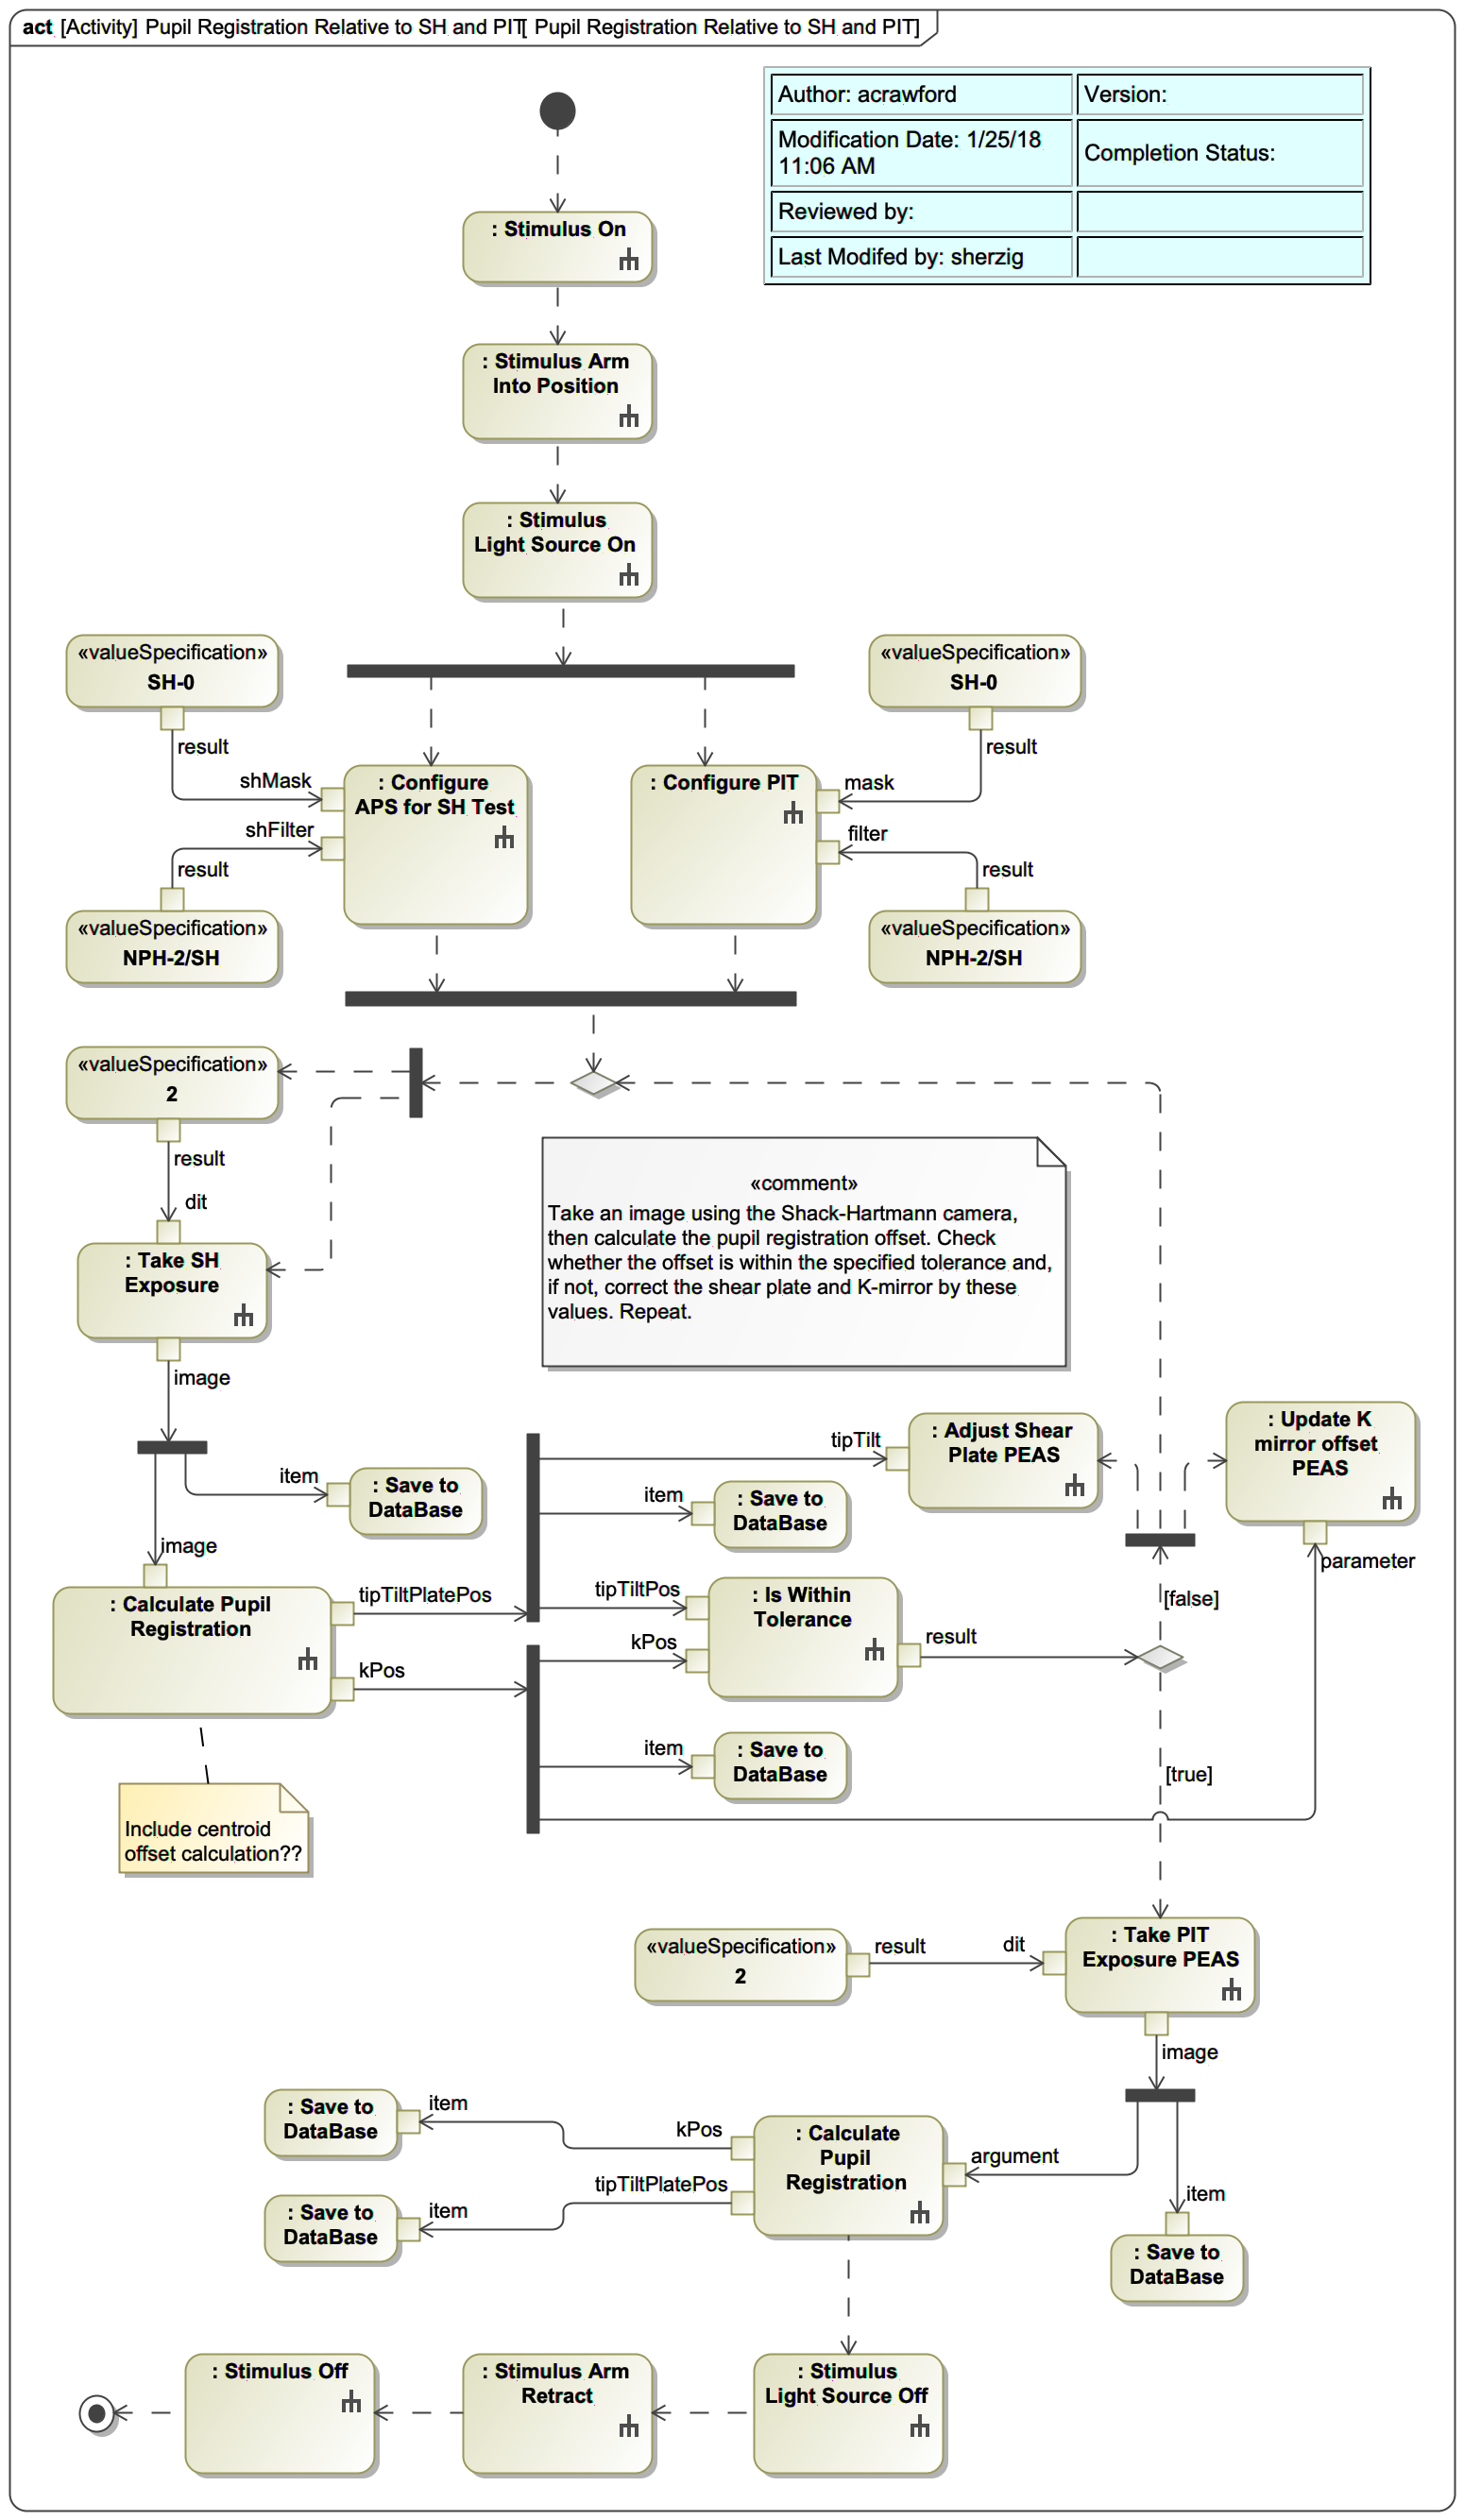 act [Activity] Pupil Registration Relative to SH and PIT[ Pupil Registration Relative to SH and PIT]
Author: acrawford
Version:
Modification Date: 1/25/18
11:06 AM
Completion Status:
Reviewed by:
Last Modifed by: sherzig
: Stimulus On
: Stimulus Arm
Into Position
: Stimulus
Light Source On
«valueSpecification»
SH-0
result
shMask
shFilter
result
«valueSpecification»
NPH-2/SH
: Configure
APS for SH Test
: Configure PIT
«valueSpecification»
SH-0
result
mask
filter
result
«valueSpecification»
NPH-2/SH
«valueSpecification»
2
result
dit
: Take SH
Exposure
image
«comment»
Take an image using the Shack-Hartmann camera,
then calculate the pupil registration offset. Check
whether the offset is within the specified tolerance and,
if not, correct the shear plate and K-mirror by these
values. Repeat.
item
: Save to
DataBase
image
: Calculate Pupil
Registration
tipTiltPlatePos
kPos
Include centroid
offset calculation??
tipTilt
: Adjust Shear
Plate PEAS
item
: Save to
DataBase
tipTiltPos
kPos
: Is Within
Tolerance
result
item
: Save to
DataBase
: Update K
mirror offset
PEAS
parameter
[false]
[true]
«valueSpecification»
2
result
dit
: Take PIT
Exposure PEAS
image
argument
item
: Save to
DataBase
: Calculate
Pupil
Registration
kPos
tipTiltPlatePos
item
: Save to
DataBase
item
: Save to
DataBase
: Stimulus Off
: Stimulus Arm
Retract
: Stimulus
Light Source Off